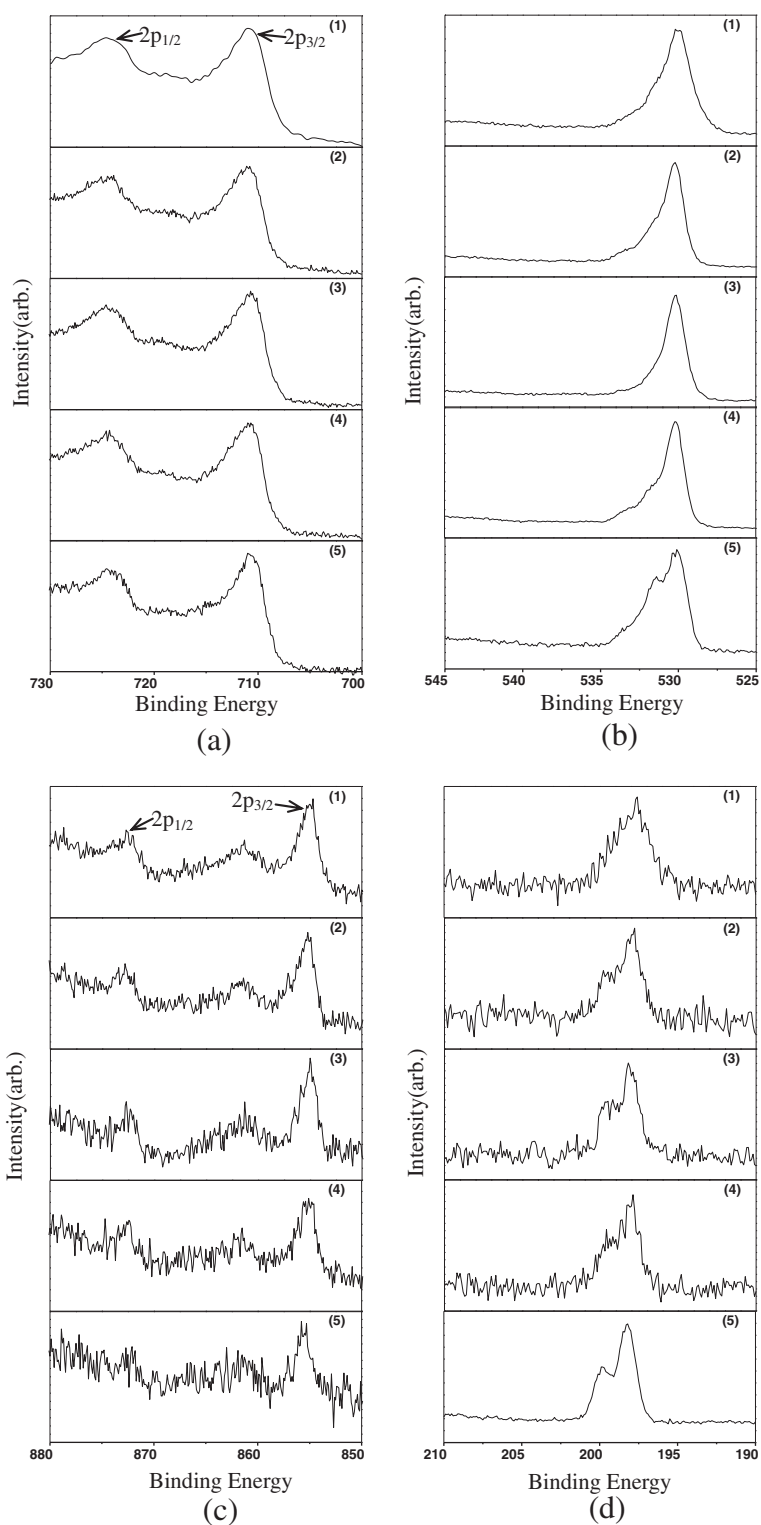 (1)
2p1/2
2p3/2
(2)
(3)
(4)
(5)
Intensity(arb.)
730 720 710 700
Binding Energy
(a)
(1)
(2)
(3)
(4)
(5)
Intensity(arb.)
545 540 535 530 525
Binding Energy
(b)
(1)
2p3/2
2p1/2
(2)
(3)
(4)
(5)
Intensity(arb.)
880 870 860 850
Binding Energy
(c)
(1)
(2)
(3)
(4)
(5)
Intensity(arb.)
210 205 200 195 190
Binding Energy
(d)